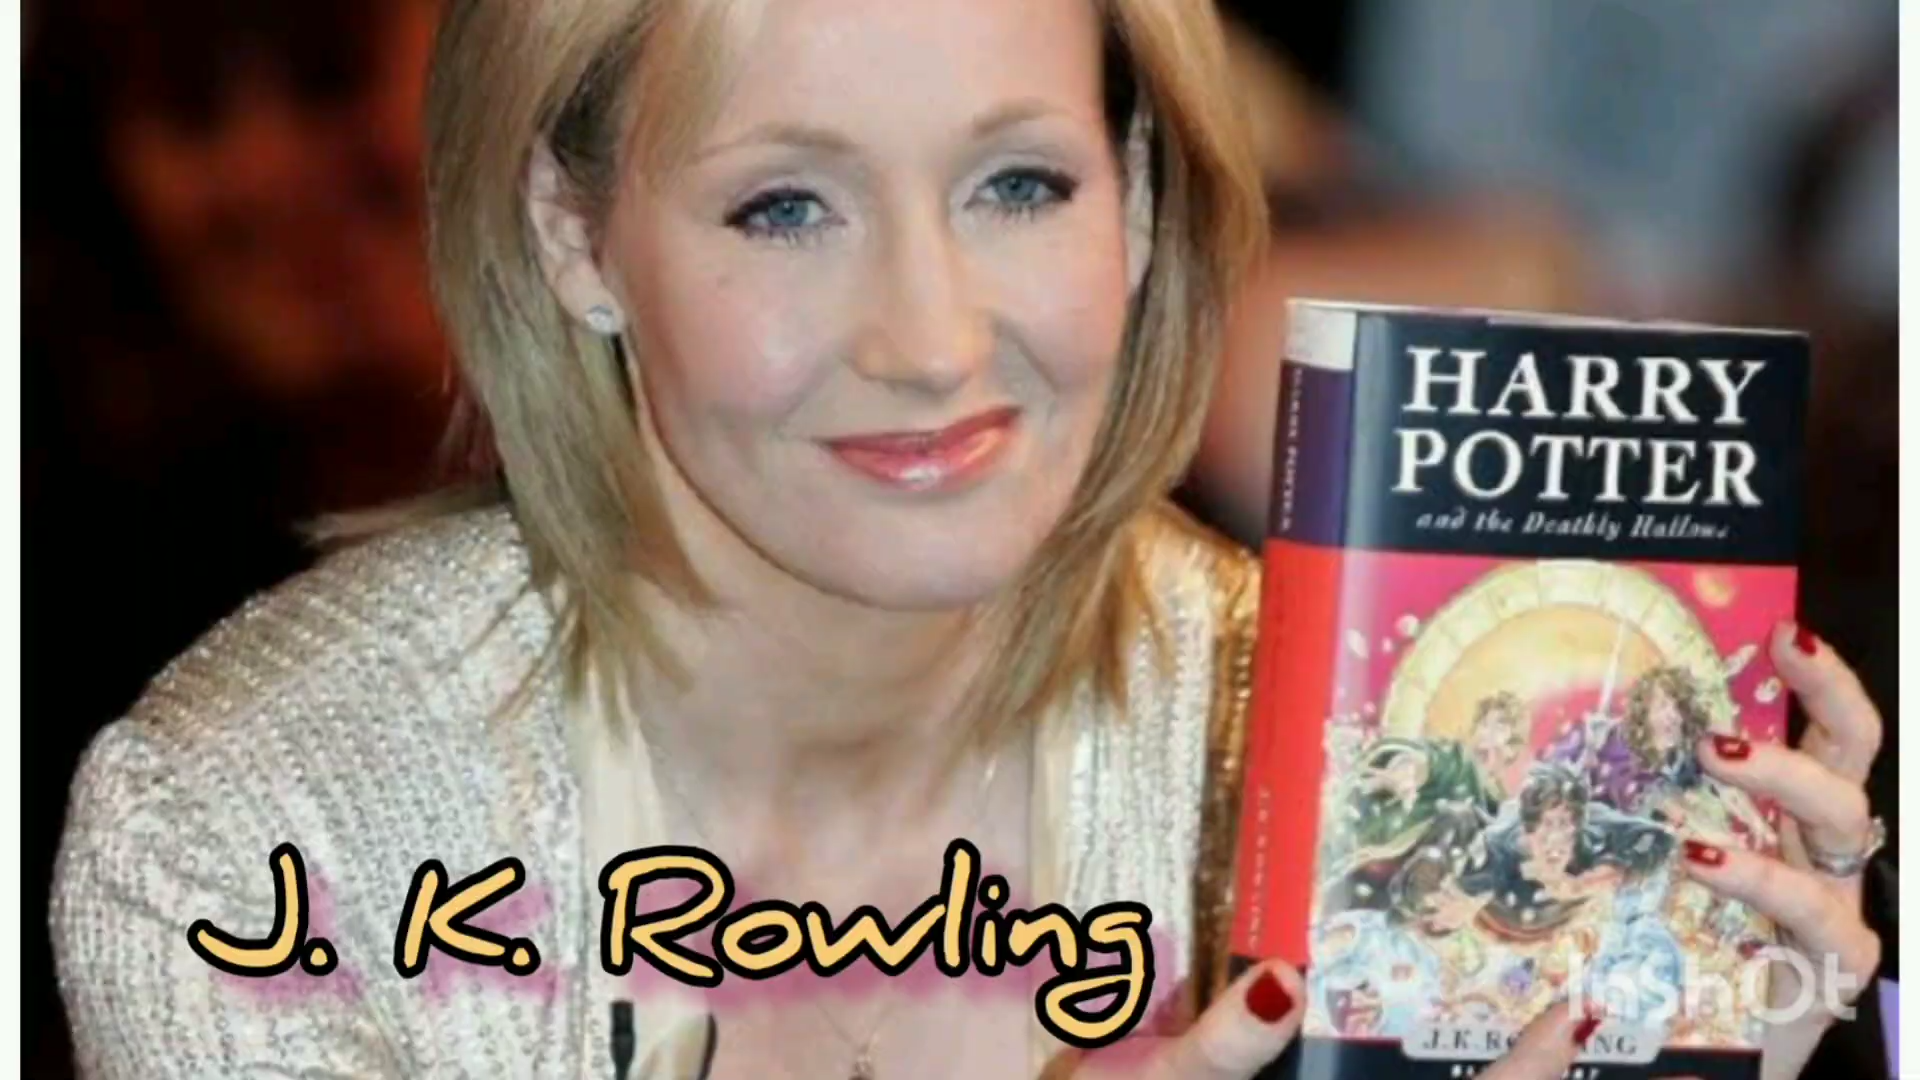 HARRY
POTTER
and the Deathly Hallows
J. K. Rowling
InShOt